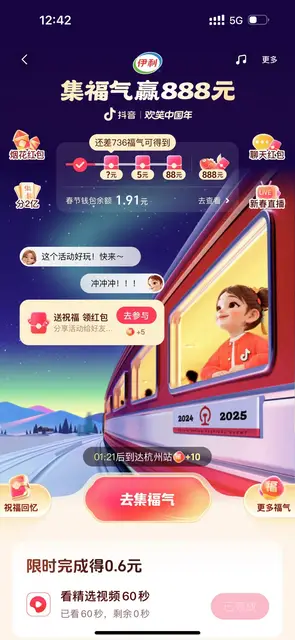 12:42
5G
伊利
更多
集福气赢888元
抖音 欢笑中国年
还差736福气可得到
?元
5元
88元
888元
烟花红包
聊天红包
分2亿
新春直播
LIVE
春节钱包余额 1.91元
去查看 >
这个活动好玩！快来～
冲冲冲！！！
送祝福 领红包
分享活动给好友...
去参与
+5
2024
2025
01:21后到达杭州站
+10
祝福回忆
去集福气
福
更多福气
限时完成得0.6元
看精选视频60秒
已看60秒，剩余0秒